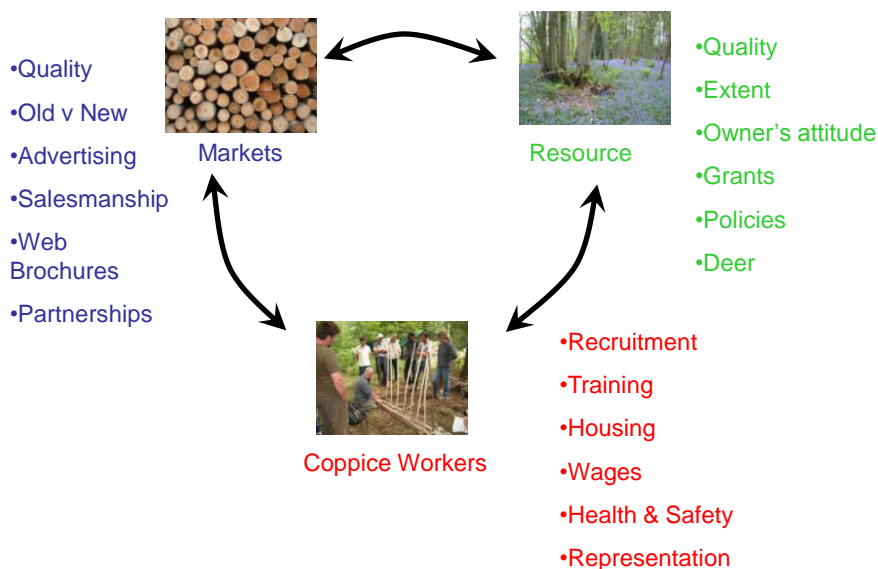 •Quality
•Old v New
•Advertising
•Salesmanship
•Web
Brochures
•Partnerships
Markets
Resource
•Quality
•Extent
•Owner’s attitude
•Grants
•Policies
•Deer
Coppice Workers
•Recruitment
•Training
•Housing
•Wages
•Health & Safety
•Representation